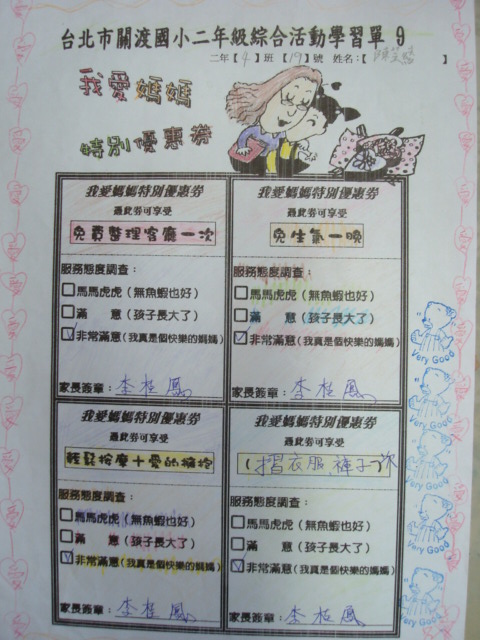 台北市關渡國小二年級綜合活動學習單 9
二年【4】班【19】號 姓名:【 】
我愛媽媽
特別優惠券
我愛媽媽特別優惠券
憑此券可享受
免費整理客廳一次
服務態度調查:
□馬馬虎虎(無魚蝦也好)
□滿 意(孩子長大了)
☑非常滿意(我真是個快樂的媽媽)
家長簽章:李桂鳳
我愛媽媽特別優惠券
憑此券可享受
免生氣一晚
服務態度調查:
□馬馬虎虎(無魚蝦也好)
□滿 意(孩子長大了)
☑非常滿意(我真是個快樂的媽媽)
家長簽章:李桂鳳
我愛媽媽特別優惠券
憑此券可享受
輕鬆按摩+愛的擁抱
服務態度調查:
□馬馬虎虎(無魚蝦也好)
□滿 意(孩子長大了)
☑非常滿意(我真是個快樂的媽媽)
家長簽章:李桂鳳
我愛媽媽特別優惠券
憑此券可享受
(摺衣服、褲子)一次
服務態度調查:
□馬馬虎虎(無魚蝦也好)
□滿 意(孩子長大了)
☑非常滿意(我真是個快樂的媽媽)
家長簽章:李桂鳳
Very Good
Very Good
Very Good
Very Good
Very Good